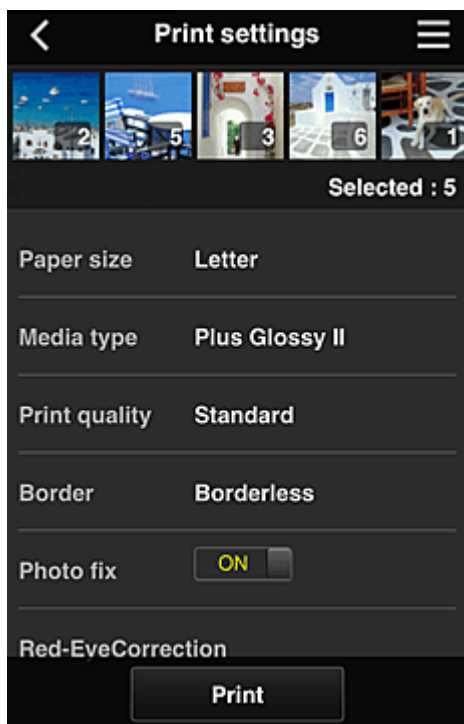 Print settings
2 5 3 6 1
Selected : 5
Paper size Letter
Media type Plus Glossy II
Print quality Standard
Border Borderless
Photo fix ON
Red-EyeCorrection
Print